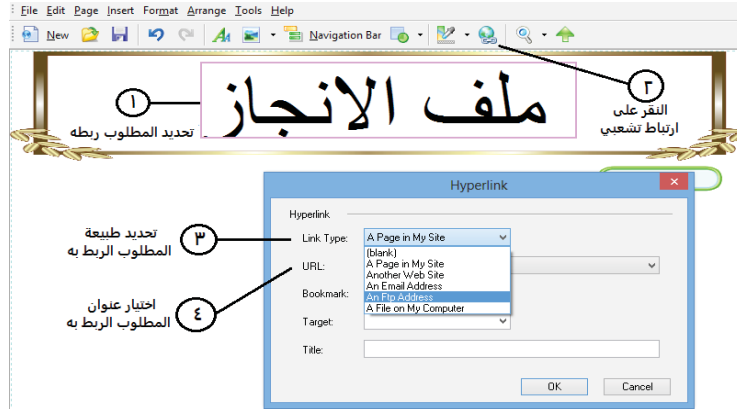 File Edit Page Insert Format Arrange Tools Help
New Navigation Bar
ملف الانجاز
١
تحديد المطلوب ربطه
٢
النقر على
ارتباط تشعبي
Hyperlink
Hyperlink
٣
تحديد طبيعة
المطلوب الربط به
Link Type: A Page in My Site
(blank)
A Page in My Site
Another Web Site
An Email Address
An Ftp Address
A File on My Computer
٤
اختيار عنوان
المطلوب الربط به
URL:
Bookmark:
Target:
Title:
OK Cancel